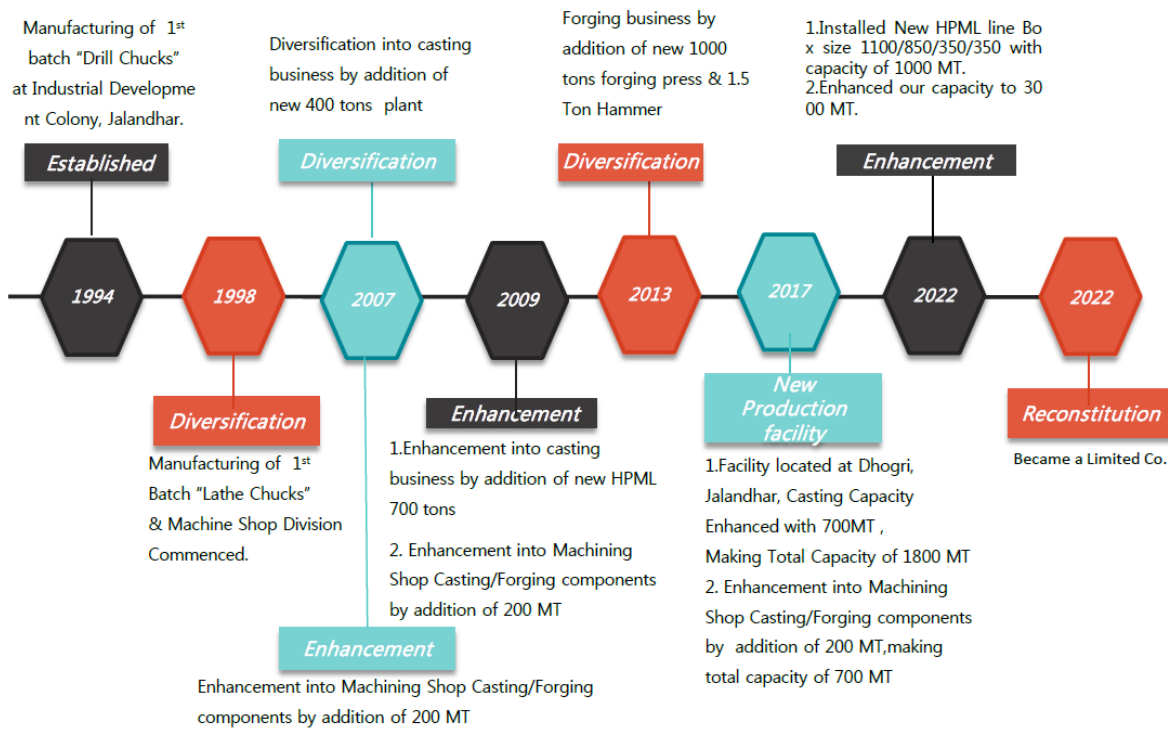 Manufacturing of 1st
batch "Drill Chucks"
at Industrial Developme
nt Colony, Jalandhar.
Established
1994
1998
Diversification
Manufacturing of 1st
Batch "Lathe Chucks"
& Machine Shop Division
Commenced.
Diversification into casting
business by addition of
new 400 tons plant
Diversification
2007
Enhancement
Enhancement into Machining Shop Casting/Forging
components by addition of 200 MT
2009
Enhancement
1.Enhancement into casting
business by addition of new HPML
700 tons
2. Enhancement into Machining
Shop Casting/Forging components
by addition of 200 MT
Forging business by
addition of new 1000
tons forging press & 1.5
Ton Hammer
Diversification
2013
2017
New
Production
facility
1.Facility located at Dhogri,
Jalandhar, Casting Capacity
Enhanced with 700MT ,
Making Total Capacity of 1800 MT
2. Enhancement into Machining
Shop Casting/Forging components
by addition of 200 MT,making
total capacity of 700 MT
1.Installed New HPML line Bo
x size 1100/850/350/350 with
capacity of 1000 MT.
2.Enhanced our capacity to 30
00 MT.
Enhancement
2022
2022
Reconstitution
Became a Limited Co.